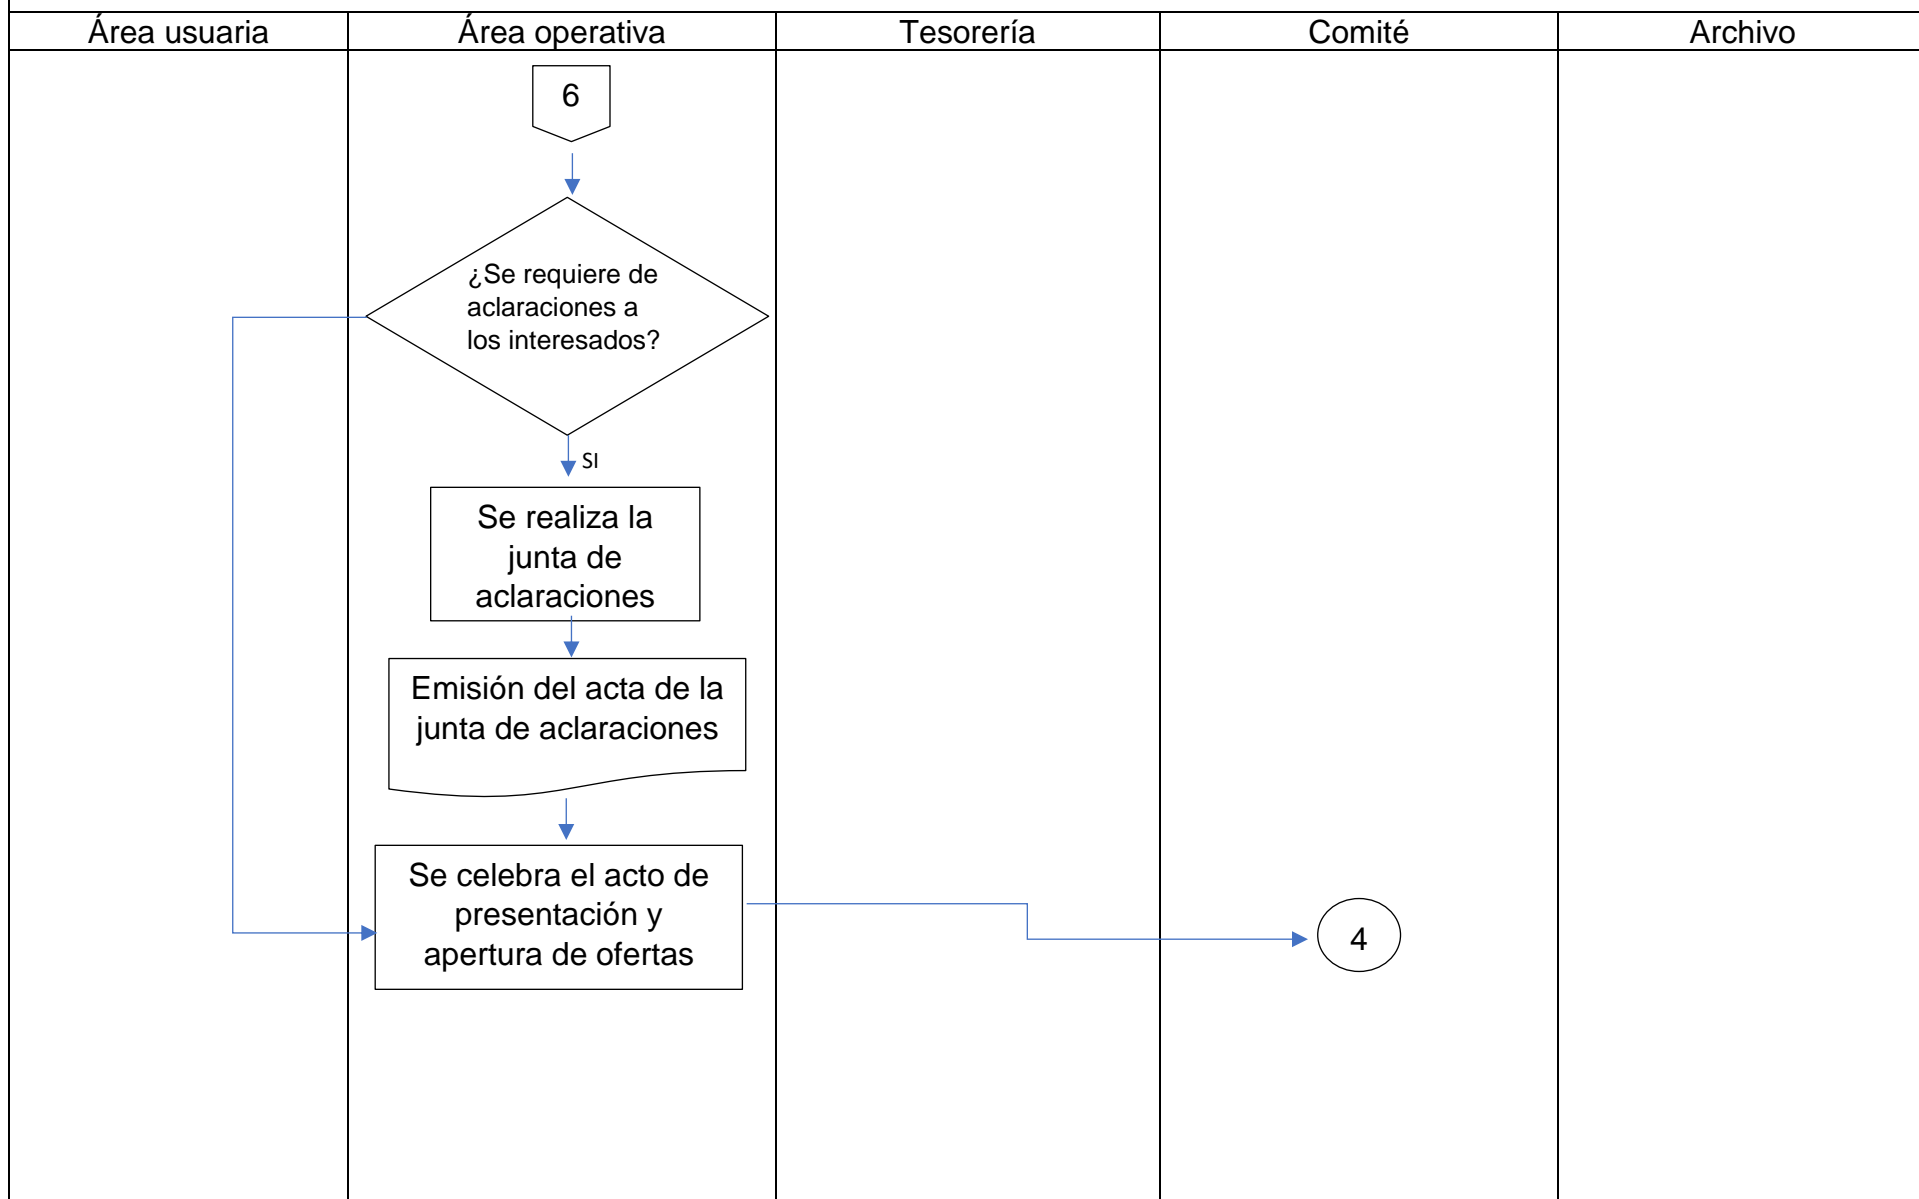 Área usuaria
Área operativa
Tesorería
Comité
Archivo
6
¿Se requiere de
aclaraciones a
los interesados?
SI
Se realiza la
junta de
aclaraciones
Emisión del acta de la
junta de aclaraciones
Se celebra el acto de
presentación y
apertura de ofertas
4